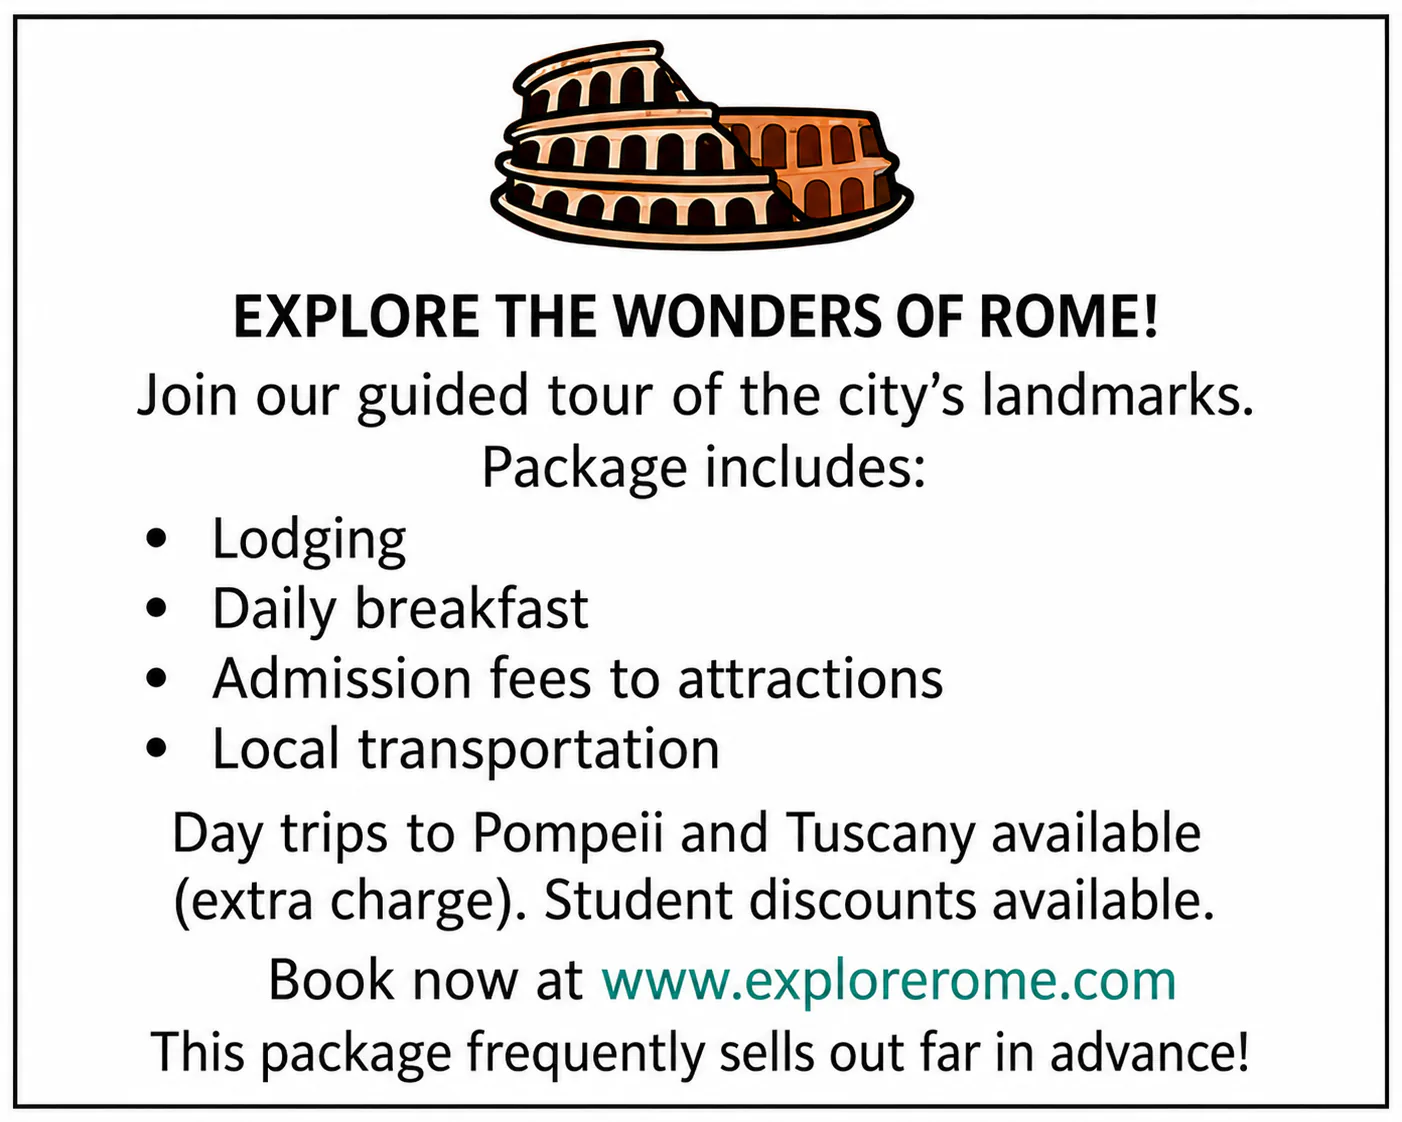 EXPLORE THE WONDERS OF ROME!
Join our guided tour of the city’s landmarks.
Package includes:
• Lodging
• Daily breakfast
• Admission fees to attractions
• Local transportation
Day trips to Pompeii and Tuscany available
(extra charge). Student discounts available.
Book now at www.explorerome.com
This package frequently sells out far in advance!